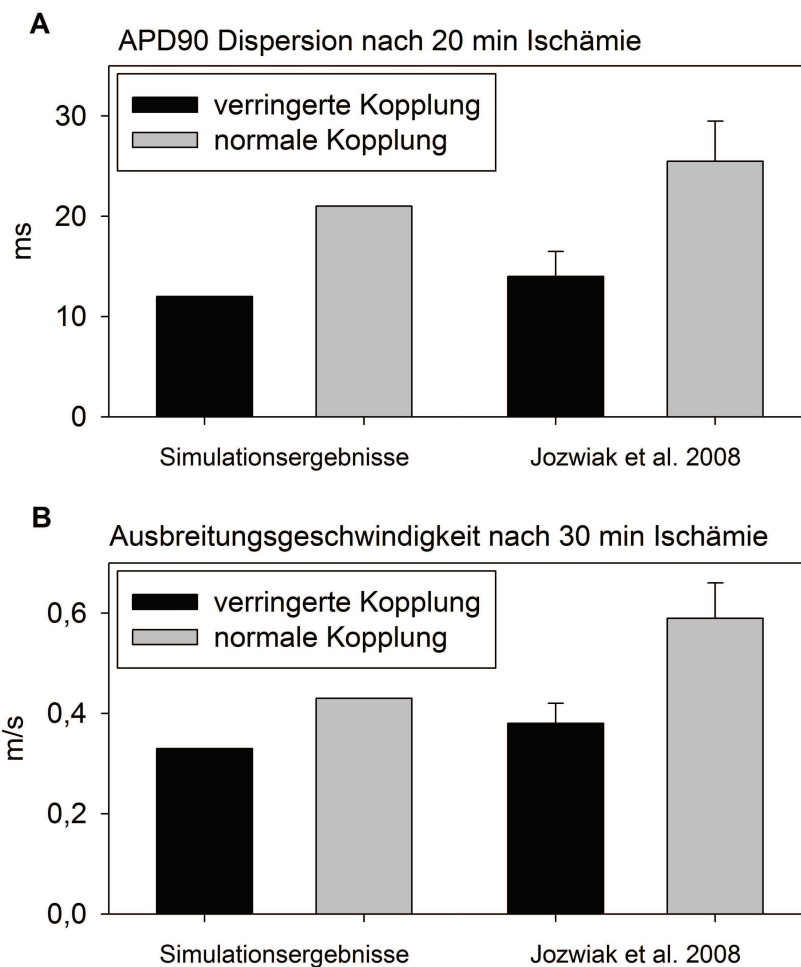 A
APD90 Dispersion nach 20 min Ischämie
verringerte Kopplung
normale Kopplung
30
20
10
0
ms
Simulationsergebnisse
Jozwiak et al. 2008
B
Ausbreitungsgeschwindigkeit nach 30 min Ischämie
verringerte Kopplung
normale Kopplung
0,6
0,4
0,2
0,0
m/s
Simulationsergebnisse
Jozwiak et al. 2008